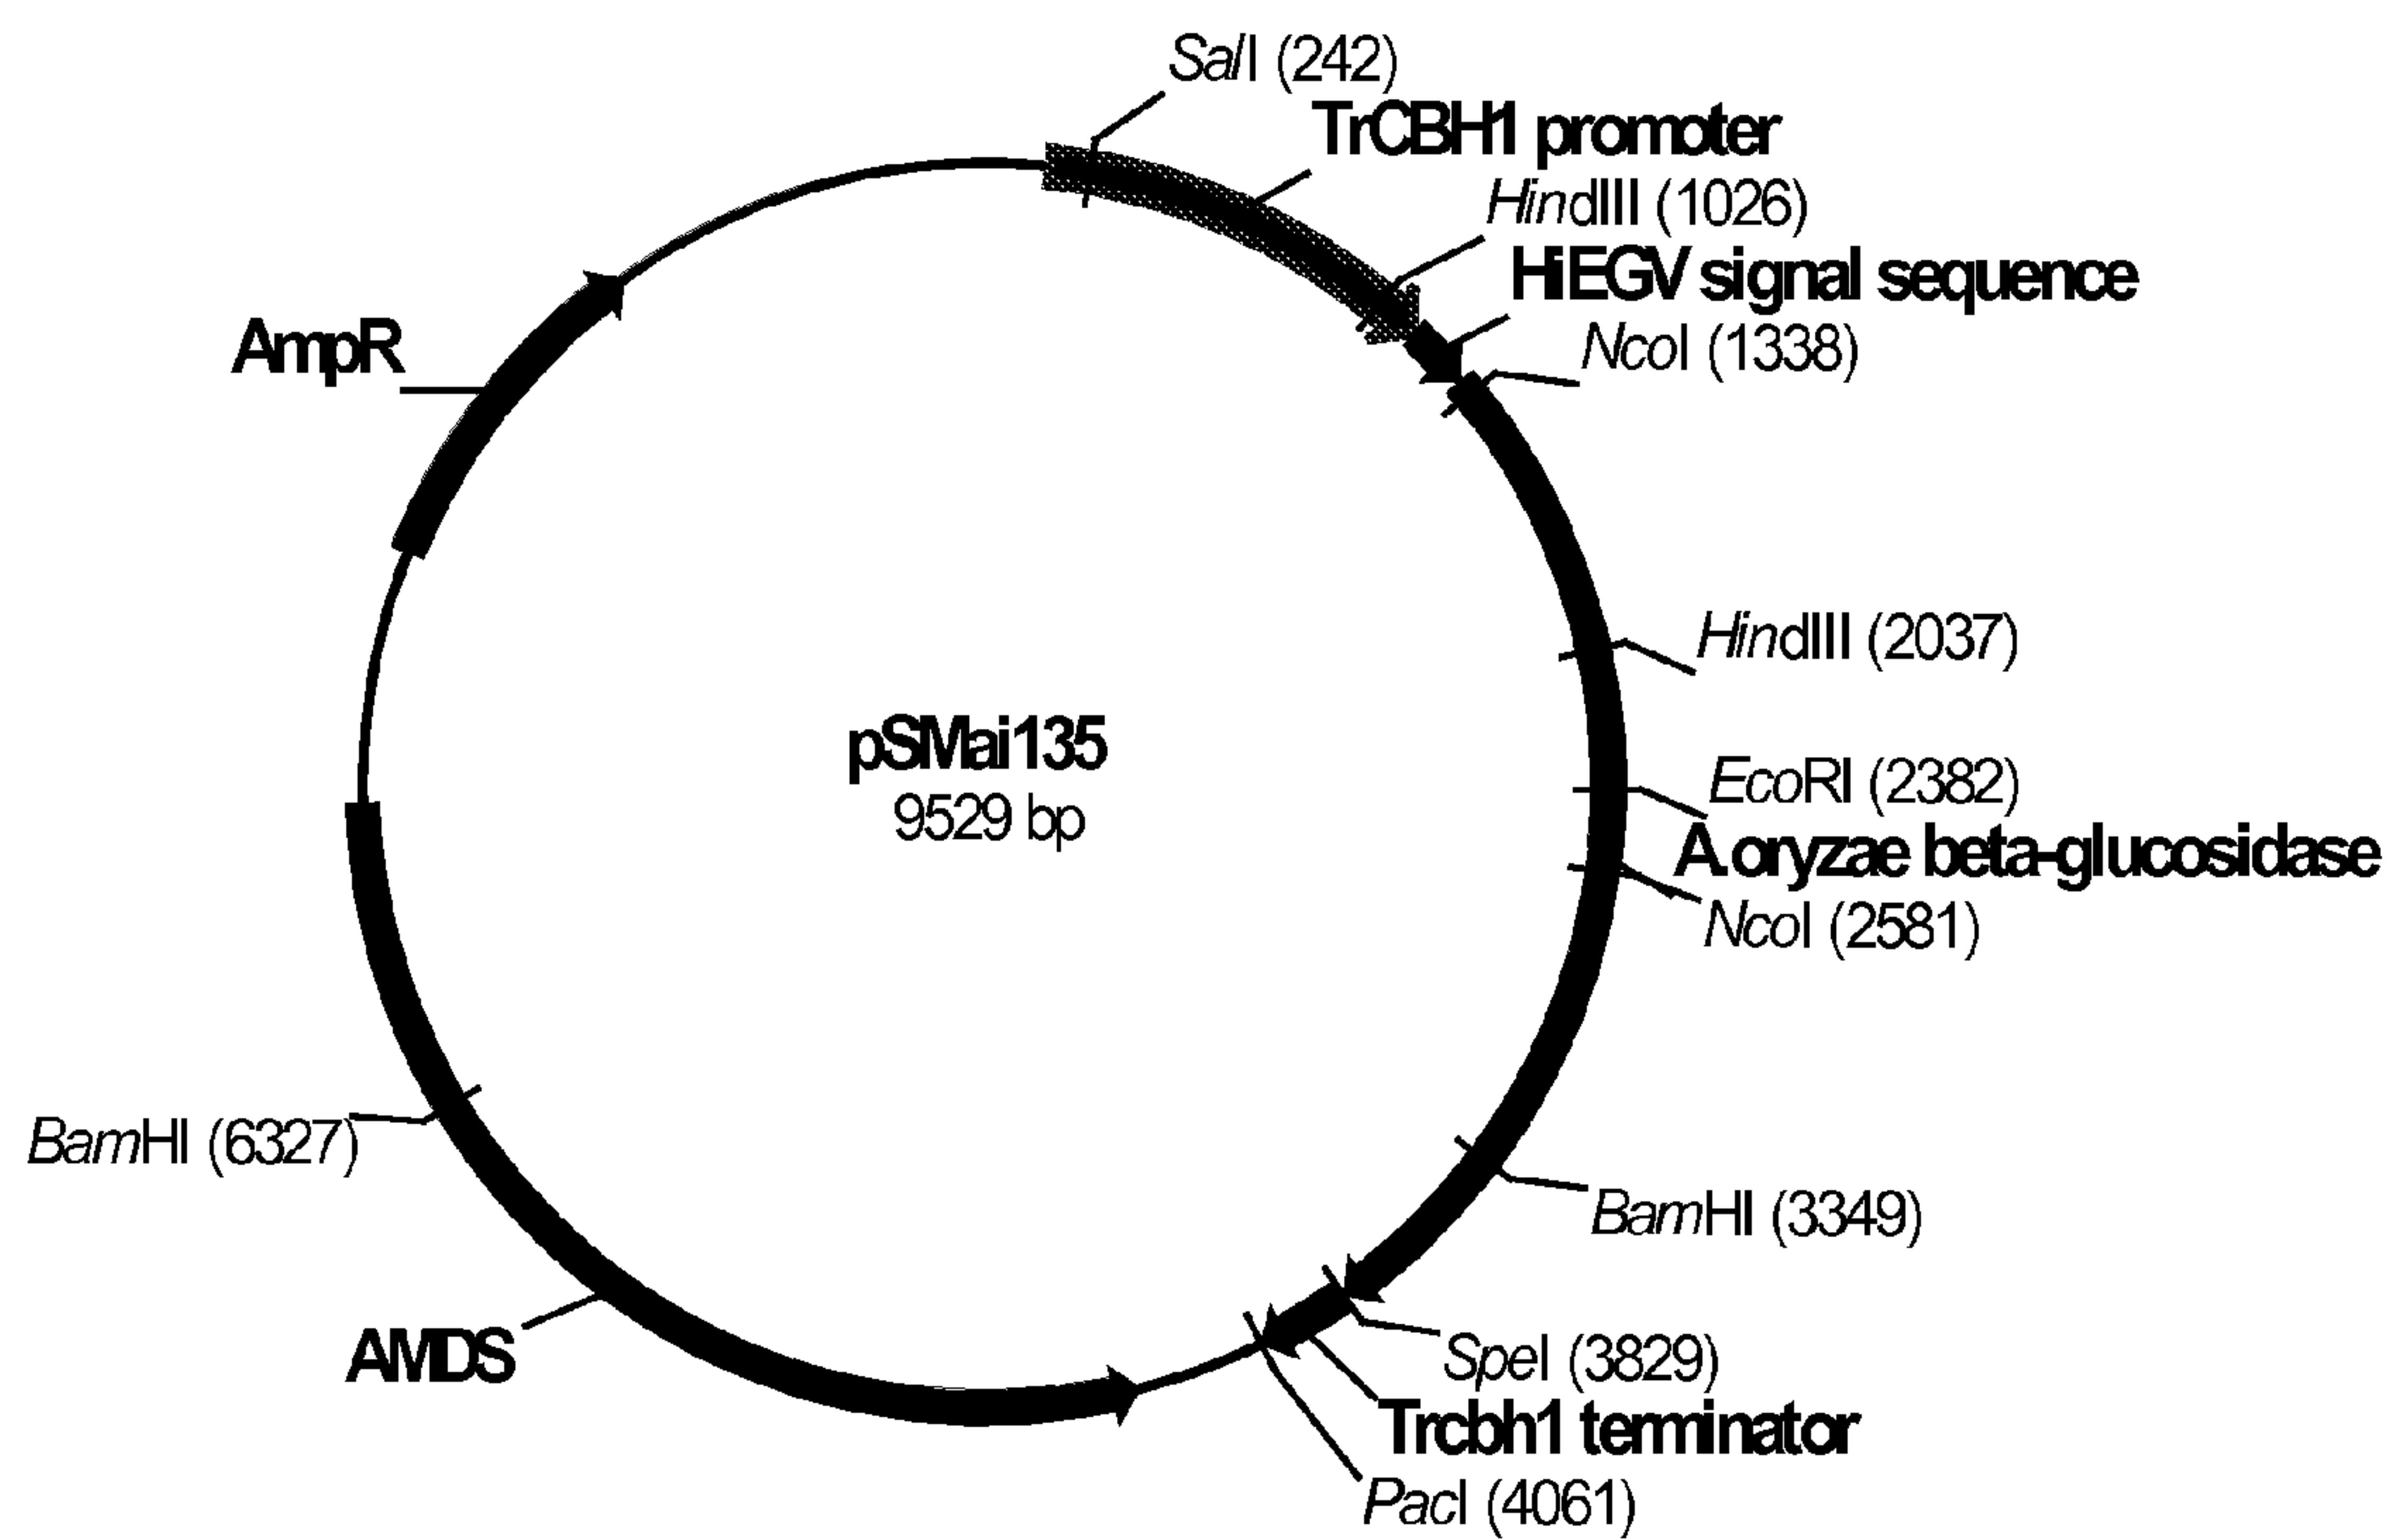 SalI (242)
TrCBH1 promoter
HindIII (1026)
HiEGV signal sequence
NcoI (1338)
AmpR
HindIII (2037)
pSMai135
9529 bp
EcoRI (2382)
A.oryzae beta-glucosidase
NcoI (2581)
BamHI (6327)
BamHI (3349)
AMDS
SpeI (3829)
Trcbh1 terminator
PacI (4061)